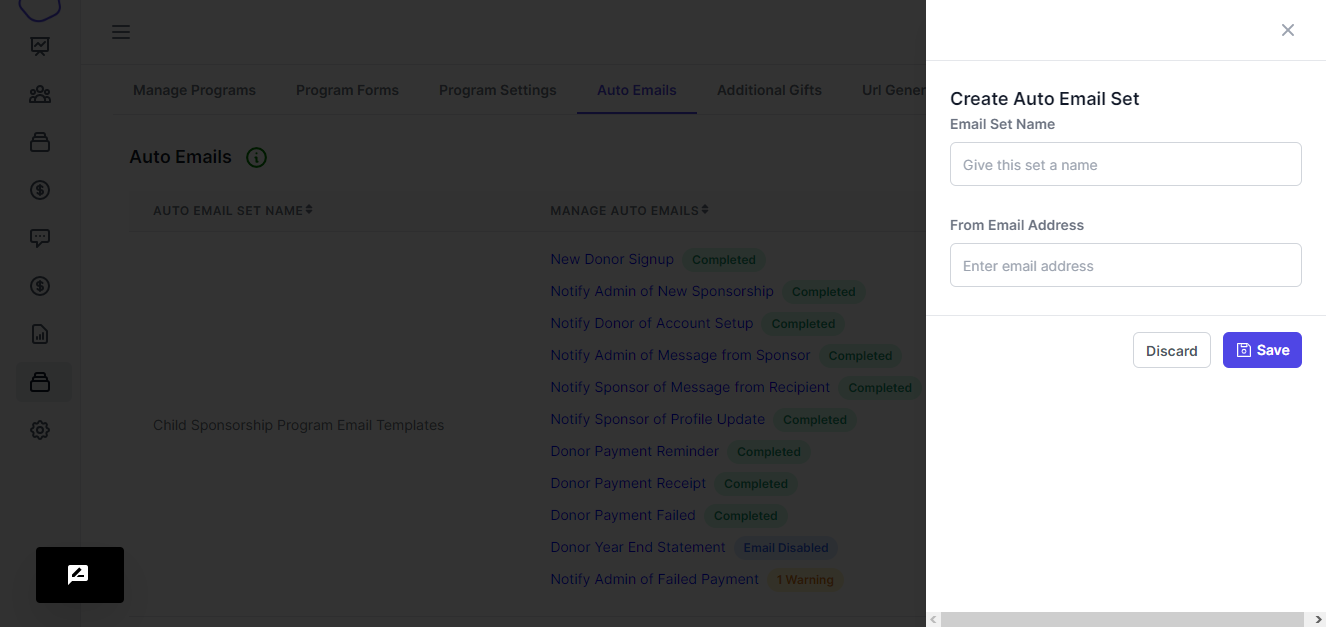 Manage Programs Program Forms Program Settings Auto Emails Additional Gifts Url Gener
Auto Emails
AUTO EMAIL SET NAME MANAGE AUTO EMAILS
New Donor Signup Completed
Notify Admin of New Sponsorship Completed
Notify Donor of Account Setup Completed
Notify Admin of Message from Sponsor Completed
Notify Sponsor of Message from Recipient Completed
Notify Sponsor of Profile Update Completed
Child Sponsorship Program Email Templates
Donor Payment Reminder Completed
Donor Payment Receipt Completed
Donor Payment Failed Completed
Donor Year End Statement Email Disabled
Notify Admin of Failed Payment 1 Warning
Create Auto Email Set
Email Set Name
Give this set a name
From Email Address
Enter email address
Discard Save